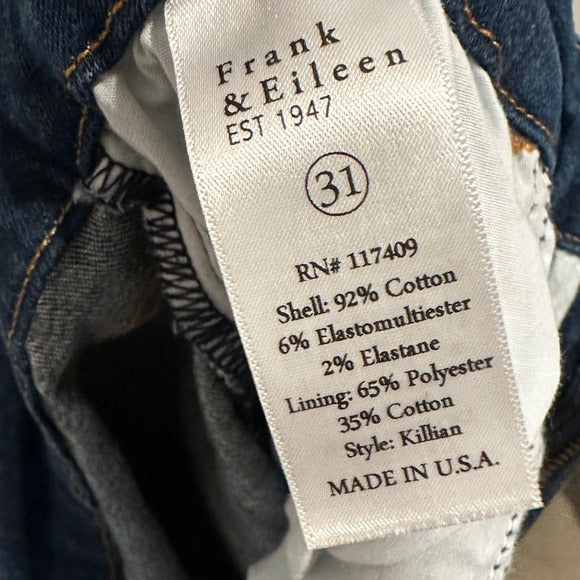 Frank
& Eileen
EST 1947
31
RN# 117409
Shell: 92% Cotton
6% Elastomultiester
2% Elastane
Lining: 65% Polyester
35% Cotton
Style: Killian
MADE IN U.S.A.